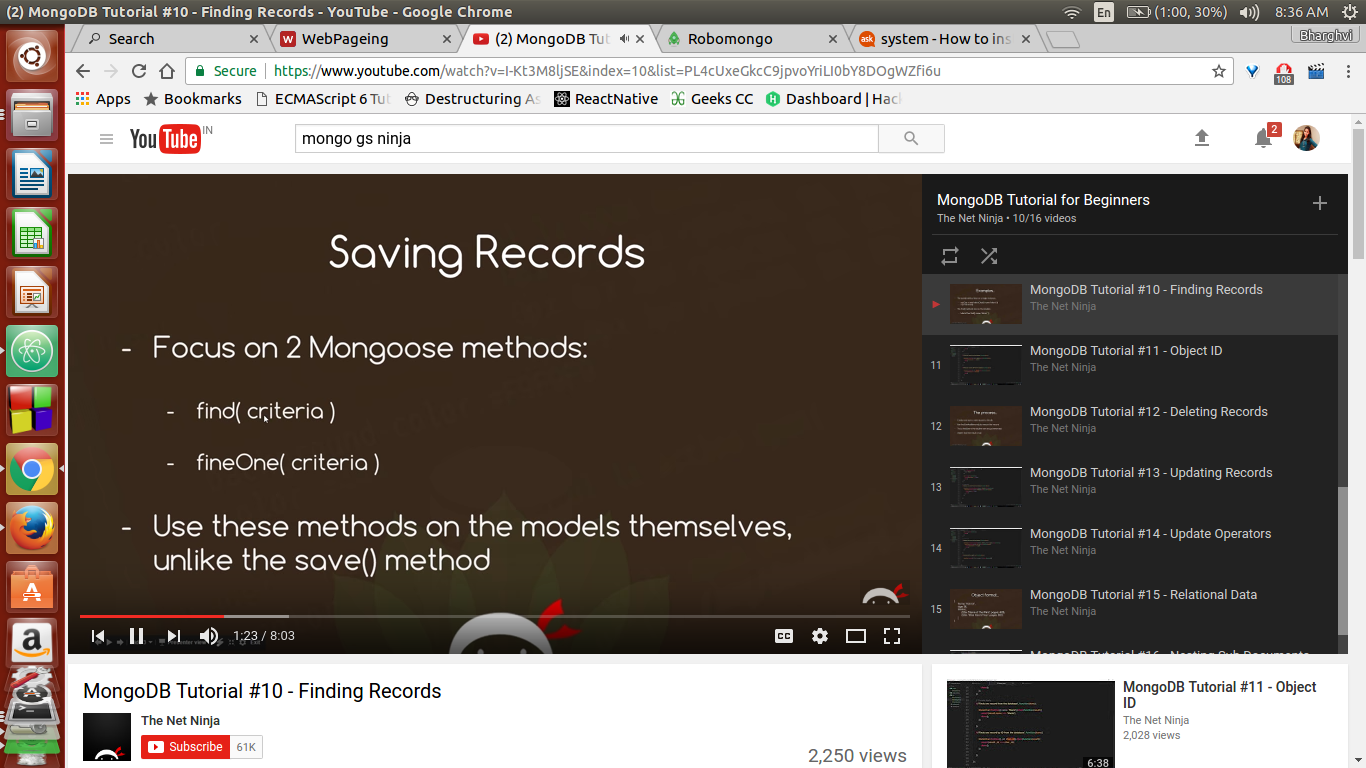 (2) MongoDB Tutorial #10 - Finding Records - YouTube - Google Chrome
En (1:00, 30%) 8:36 AM
Search
WebPageing
(2) MongoDB Tut
Robomongo
system - How to ins
Bharghvi
Secure https://www.youtube.com/watch?v=I-Kt3M8ljSE&index=10&list=PL4cUxeGkcC9jpvoYriLI0bY8DOgWZfi6u
108
Apps Bookmarks ECMAScript 6 Tut Destructuring As ReactNative Geeks CC Dashboard | Hack
YouTube IN
mongo gs ninja
2
Saving Records
- Focus on 2 Mongoose methods:
- find( criteria )
- fineOne( criteria )
- Use these methods on the models themselves,
unlike the save() method
1:23 / 8:03
CC
MongoDB Tutorial for Beginners
The Net Ninja • 10/16 videos
MongoDB Tutorial #10 - Finding Records
The Net Ninja
11 MongoDB Tutorial #11 - Object ID
The Net Ninja
12 MongoDB Tutorial #12 - Deleting Records
The Net Ninja
13 MongoDB Tutorial #13 - Updating Records
The Net Ninja
14 MongoDB Tutorial #14 - Update Operators
The Net Ninja
15 MongoDB Tutorial #15 - Relational Data
The Net Ninja
MongoDB Tutorial #16 - Nesting Sub Documents
MongoDB Tutorial #10 - Finding Records
The Net Ninja
Subscribe 61K
2,250 views
6:38
MongoDB Tutorial #11 - Object
ID
The Net Ninja
2,028 views